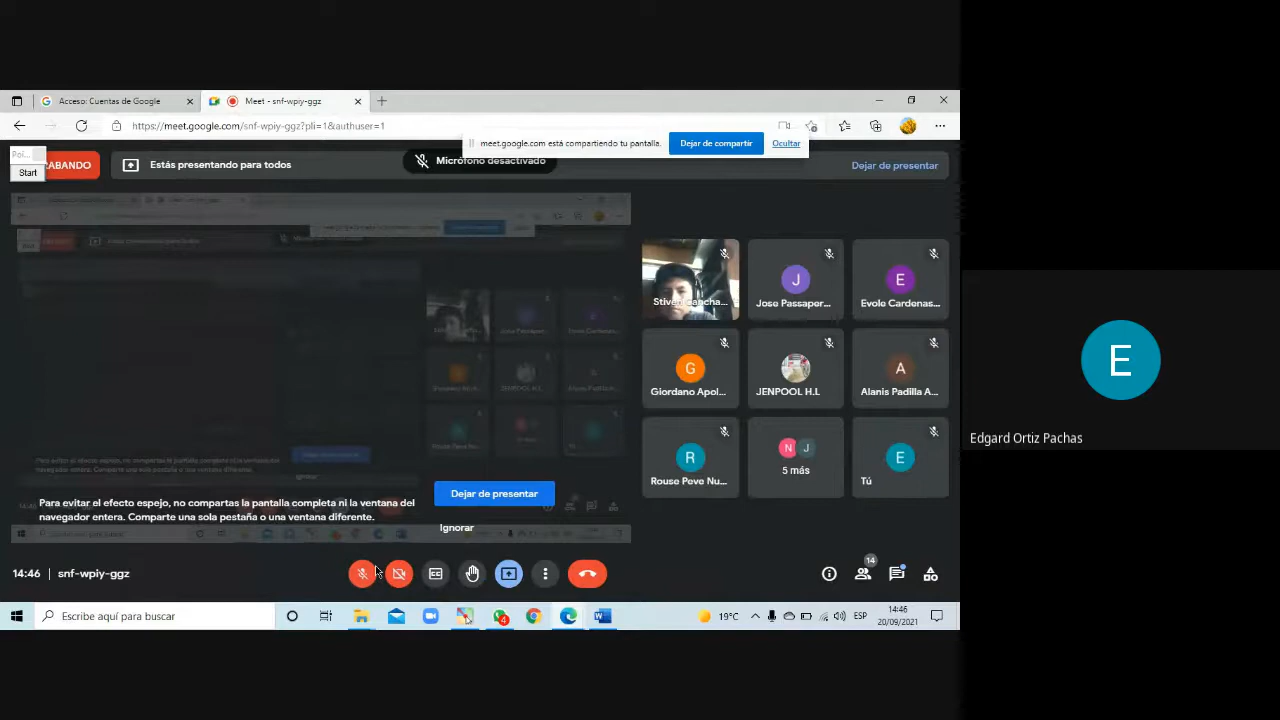 Acceso: Cuentas de Google
Meet - snf-wpiy-ggz
https://meet.google.com/snf-wpiy-ggz?pli=1&authuser=1
meet.google.com está compartiendo tu pantalla.
Dejar de compartir
Ocultar
Start
Estás presentando para todos
Micrófono desactivado
Dejar de presentar
Stiven
Jose Passaper...
Evolo Cardenas...
Giordano Apol...
JENPOOL H.L
Alanis Padilla A...
Rouse Peve Nu...
N J
5 más
Tú
Para evitar el efecto espejo, no compartas la pantalla completa ni la ventana del
navegador entera. Comparte una sola pestaña o una ventana diferente.
Dejar de presentar
Ignorar
14:46 | snf-wpiy-ggz
14
Escribe aquí para buscar
4
19°C
ESP
14:46
20/09/2021
E
Edgard Ortiz Pachas